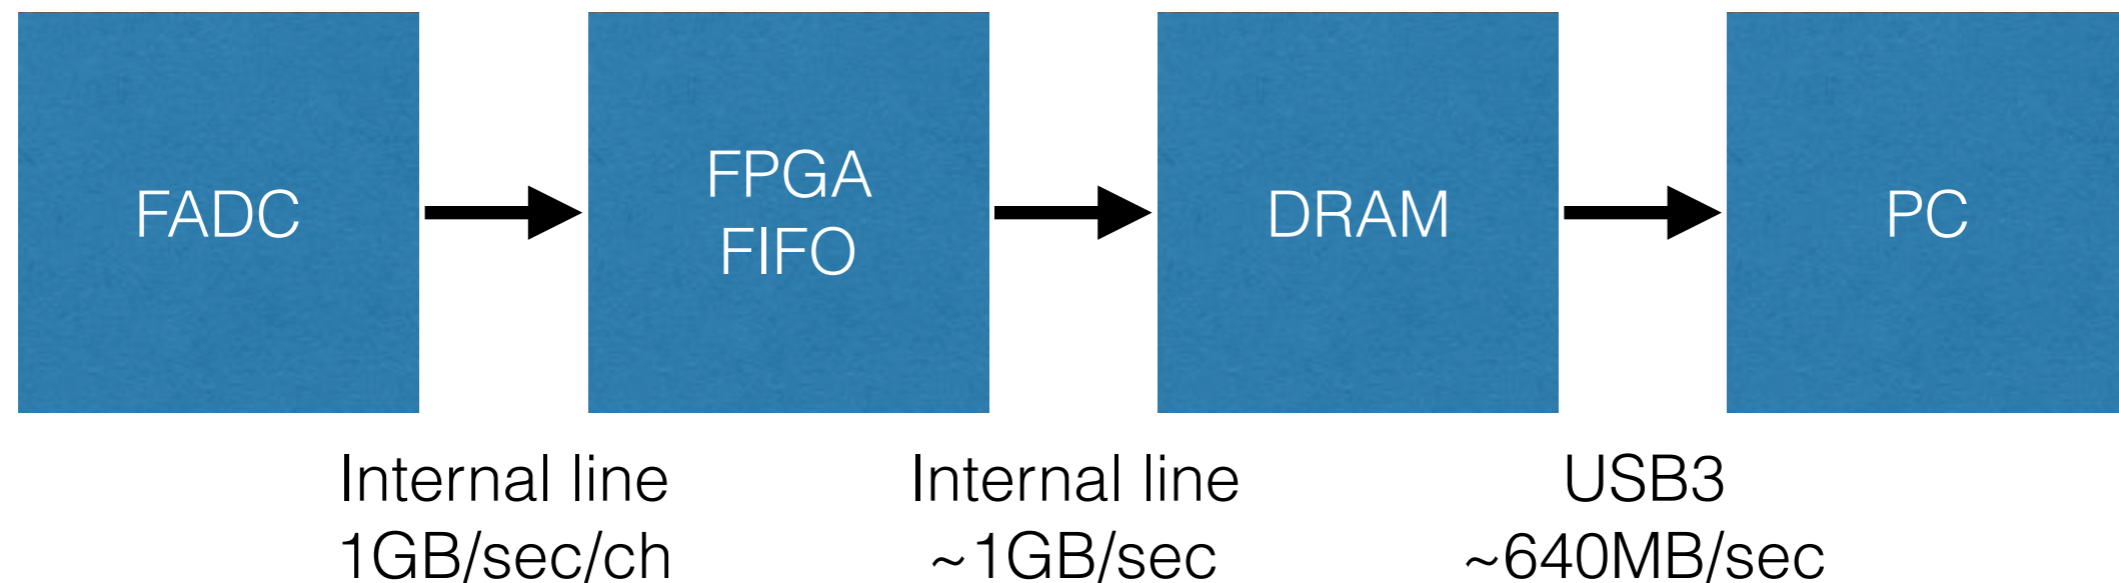 FADC
FPGA
FIFO
DRAM
PC
Internal line
1GB/sec/ch
Internal line
~1GB/sec
USB3
~640MB/sec